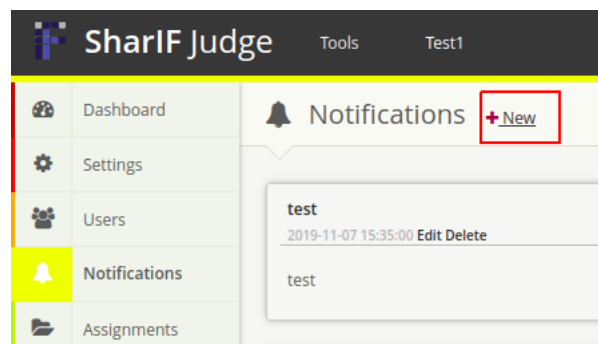 SharIF Judge Tools Test1
Dashboard
Notifications +New
Settings
Users
Notifications
Assignments
test
2019-11-07 15:35:00 Edit Delete
test